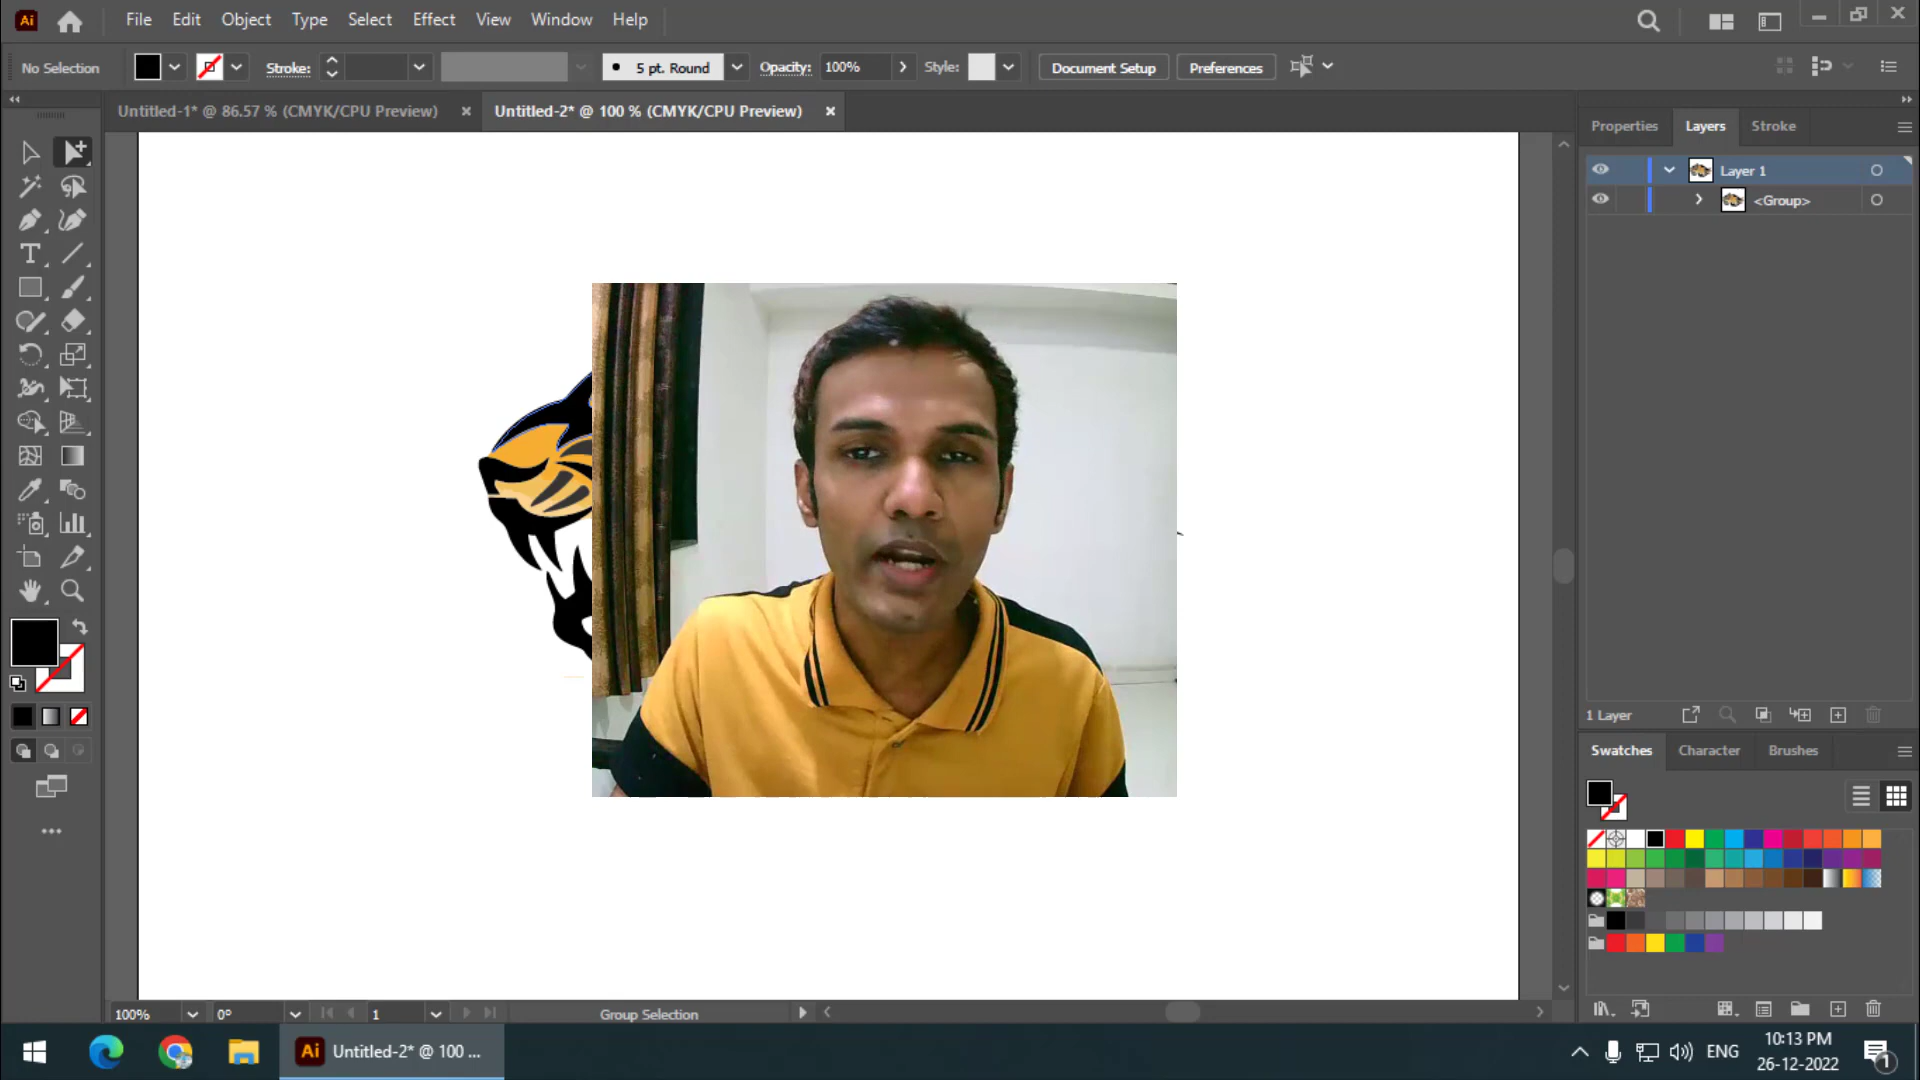 Ai File Edit Object Type Select Effect View Window Help
No Selection Stroke: 5 pt. Round Opacity: 100% Style: Document Setup Preferences
Untitled-1* @ 86.57 % (CMYK/CPU Preview) Untitled-2* @ 100 % (CMYK/CPU Preview)
Properties Layers Stroke
Layer 1
<Group>
1 Layer
Swatches Character Brushes
100% 0° 1 Group Selection
Ai Untitled-2* @ 100 ... ENG 10:13 PM
26-12-2022
1